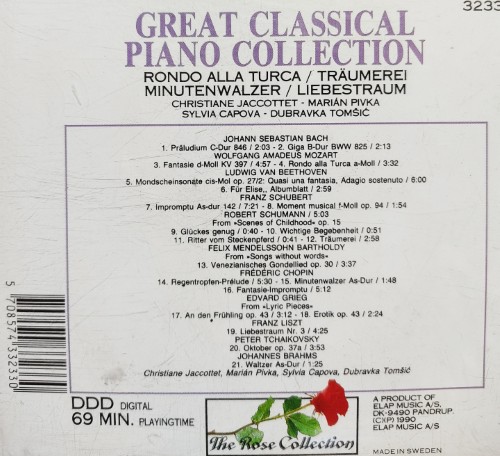 3233
GREAT CLASSICAL
PIANO COLLECTION
RONDO ALLA TURCA / TRÄUMEREI
MINUTENWALZER / LIEBESTRAUM
CHRISTIANE JACCOTTET - MARIÁN PIVKA
SYLVIA CAPOVA - DUBRAVKA TOMŠIĆ
JOHANN SEBASTIAN BACH
1. Präludium C-Dur 846 / 2:03 - 2. Giga B-Dur BWW 825 / 2:13
WOLFGANG AMADEUS MOZART
3. Fantasie d-Moll KV 397 / 4:57 - 4. Rondo alla Turca a-Moll / 3:32
LUDWIG VAN BEETHOVEN
5. Mondscheinsonate cis-Mol op. 27/2: Quasi una fantasia, Adagio sostenuto / 6:00
6. Für Elise,, Albumblatt / 2:59
FRANZ SCHUBERT
7. Impromptu As-dur 142 / 7:21 - 8. Moment musical f-Moll op. 94 / 1:54
ROBERT SCHUMANN / 5:03
From »Scenes of Childhood« op. 15
9. Glückes genug / 0:40 - 10. Wichtige Begebenheit / 0:51
11. Ritter vom Steckenpferd / 0:41 - 12. Träumerei / 2:58
FELIX MENDELSSOHN BARTHOLDY
From »Songs without words«
13. Venezianisches Gondellied op. 30 / 3:37
FRÉDÉRIC CHOPIN
14. Regentropfen-Prélude / 5:30 - 15. Minutenwalzer As-Dur / 1:48
16. Fantasie-Impromptu / 5:12
EDVARD GRIEG
From »Lyric Pieces«
17. An den Frühling op. 43 / 3:12 - 18. Erotik op. 43 / 2:24
FRANZ LISZT
19. Liebestraum Nr. 3 / 4:25
PETER TCHAIKOVSKY
20. Oktober op. 37a / 3:53
JOHANNES BRAHMS
21. Walzer As-Dur / 1:25
Christiane Jaccottet, Marián Pivka, Sylvia Capova, Dubravka Tomšić
5 708574 332330
DDD DIGITAL
69 MIN. PLAYINGTIME
The Rose Collection
A PRODUCT OF
ELAP MUSIC A/S,
DK-9490 PANDRUP.
(C)(P) 1990
ELAP MUSIC A/S
MADE IN SWEDEN